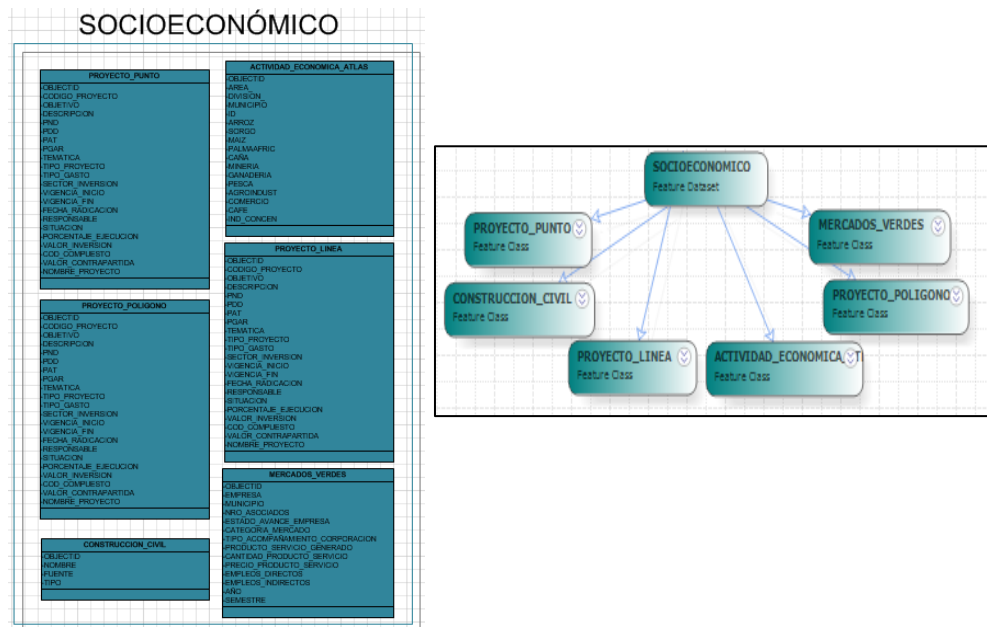 SOCIOECONÓMICO
PROYECTO_PUNTO
-OBJECTID
-CODIGO_PROYECTO
-OBJETIVO
-DESCRIPCION
-PND
-PDD
-PAT
-PGAR
-TEMATICA
-TIPO_PROYECTO
-TIPO_GASTO
-SECTOR_INVERSION
-VIGENCIA_INICIO
-VIGENCIA_FIN
-FECHA_RADICACION
-RESPONSABLE
-SITUACION
-PORCENTAJE_EJECUCION
-VALOR_INVERSION
-COD_COMPUESTO
-VALOR_CONTRAPARTIDA
-NOMBRE_PROYECTO
PROYECTO_POLIGONO
-OBJECTID
-CODIGO_PROYECTO
-OBJETIVO
-DESCRIPCION
-PND
-PDD
-PAT
-PGAR
-TEMATICA
-TIPO_PROYECTO
-TIPO_GASTO
-SECTOR_INVERSION
-VIGENCIA_INICIO
-VIGENCIA_FIN
-FECHA_RADICACION
-RESPONSABLE
-SITUACION
-PORCENTAJE_EJECUCION
-VALOR_INVERSION
-COD_COMPUESTO
-VALOR_CONTRAPARTIDA
-NOMBRE_PROYECTO
CONSTRUCCION_CIVIL
-OBJECTID
-NOMBRE
-FUENTE
-TIPO
ACTIVIDAD_ECONOMICA_ATLAS
-OBJECTID
-AREA_
-DIVISION_
-MUNICIPIO
-ID
-ARROZ
-SORGO
-MAIZ
-PALMAAFRIC
-CAÑA
-MINERIA
-GANADERIA
-PESCA
-AGROINDUST
-COMERCIO
-CAFE
-IND_CONCEN
PROYECTO_LINEA
-OBJECTID
-CODIGO_PROYECTO
-OBJETIVO
-DESCRIPCION
-PND
-PDD
-PAT
-PGAR
-TEMATICA
-TIPO_PROYECTO
-TIPO_GASTO
-SECTOR_INVERSION
-VIGENCIA_INICIO
-VIGENCIA_FIN
-FECHA_RADICACION
-RESPONSABLE
-SITUACION
-PORCENTAJE_EJECUCION
-VALOR_INVERSION
-COD_COMPUESTO
-VALOR_CONTRAPARTIDA
-NOMBRE_PROYECTO
MERCADOS_VERDES
-OBJECTID
-EMPRESA
-MUNICIPIO
-NRO_ASOCIADOS
-ESTADO_AVANCE_EMPRESA
-CATEGORIA_MERCADO
-TIPO_ACOMPAÑAMIENTO_CORPORACION
-PRODUCTO_SERVICIO_GENERADO
-CANTIDAD_PRODUCTO_SERVICIO
-PRECIO_PRODUCTO_SERVICIO
-EMPLEOS_DIRECTOS
-EMPLEOS_INDIRECTOS
-AÑO
-SEMESTRE
SOCIOECONOMICO
Feature Dataset
PROYECTO_PUNTO
Feature Class
MERCADOS_VERDES
Feature Class
CONSTRUCCION_CIVIL
Feature Class
PROYECTO_POLIGONO
Feature Class
PROYECTO_LINEA
Feature Class
ACTIVIDAD_ECONOMICA
Feature Class